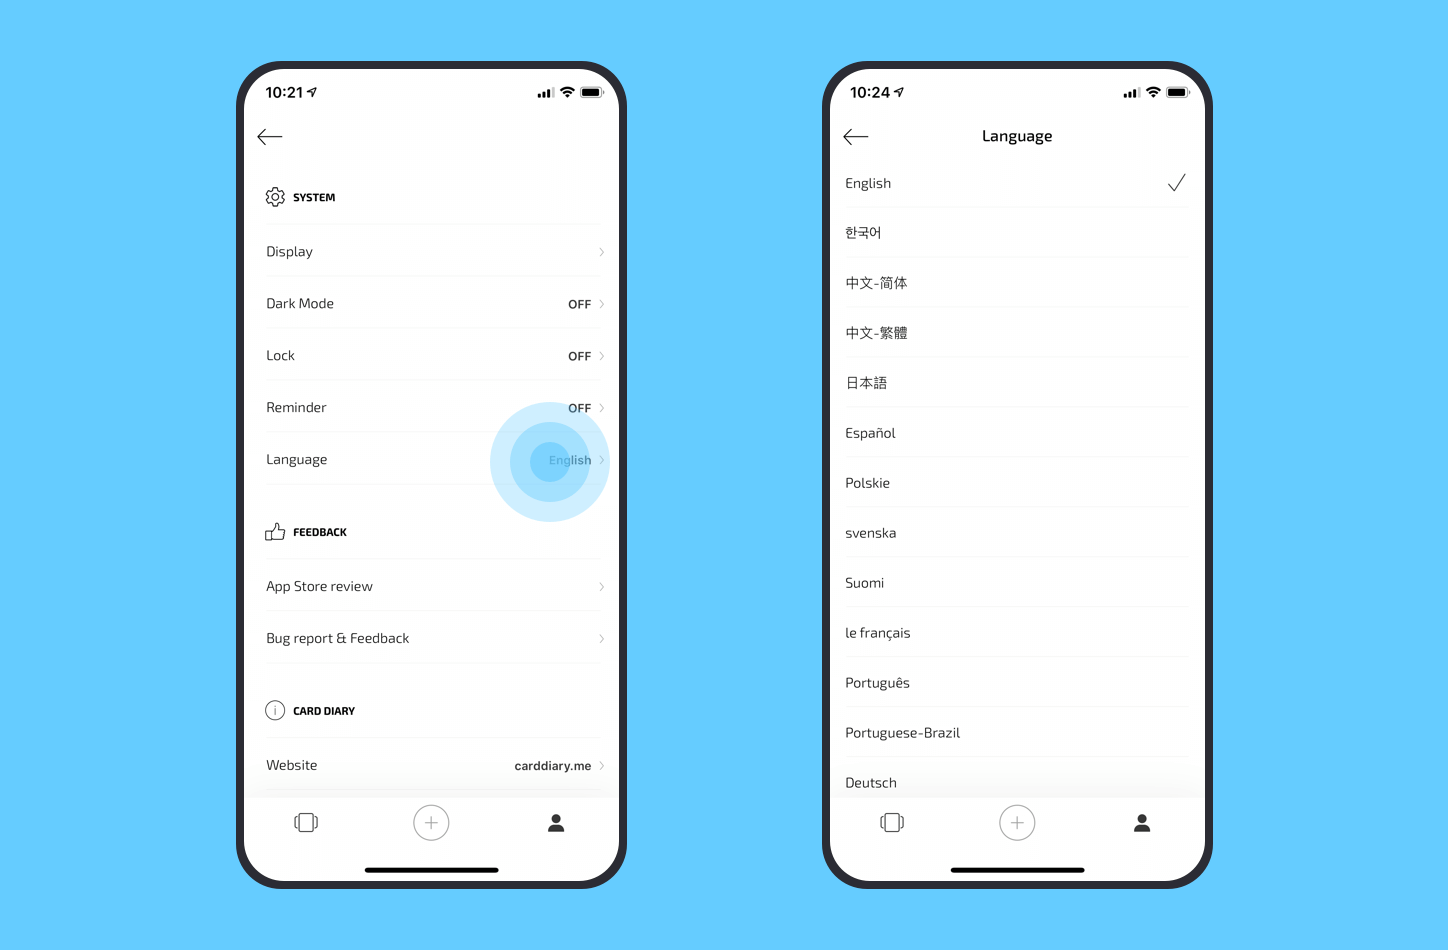 10:21
SYSTEM
Display
Dark Mode OFF
Lock OFF
Reminder OFF
Language English
FEEDBACK
App Store review
Bug report & Feedback
CARD DIARY
Website carddiary.me
10:24
Language
English
한국어
中文-简体
中文-繁體
日本語
Español
Polskie
svenska
Suomi
le français
Português
Portuguese-Brazil
Deutsch